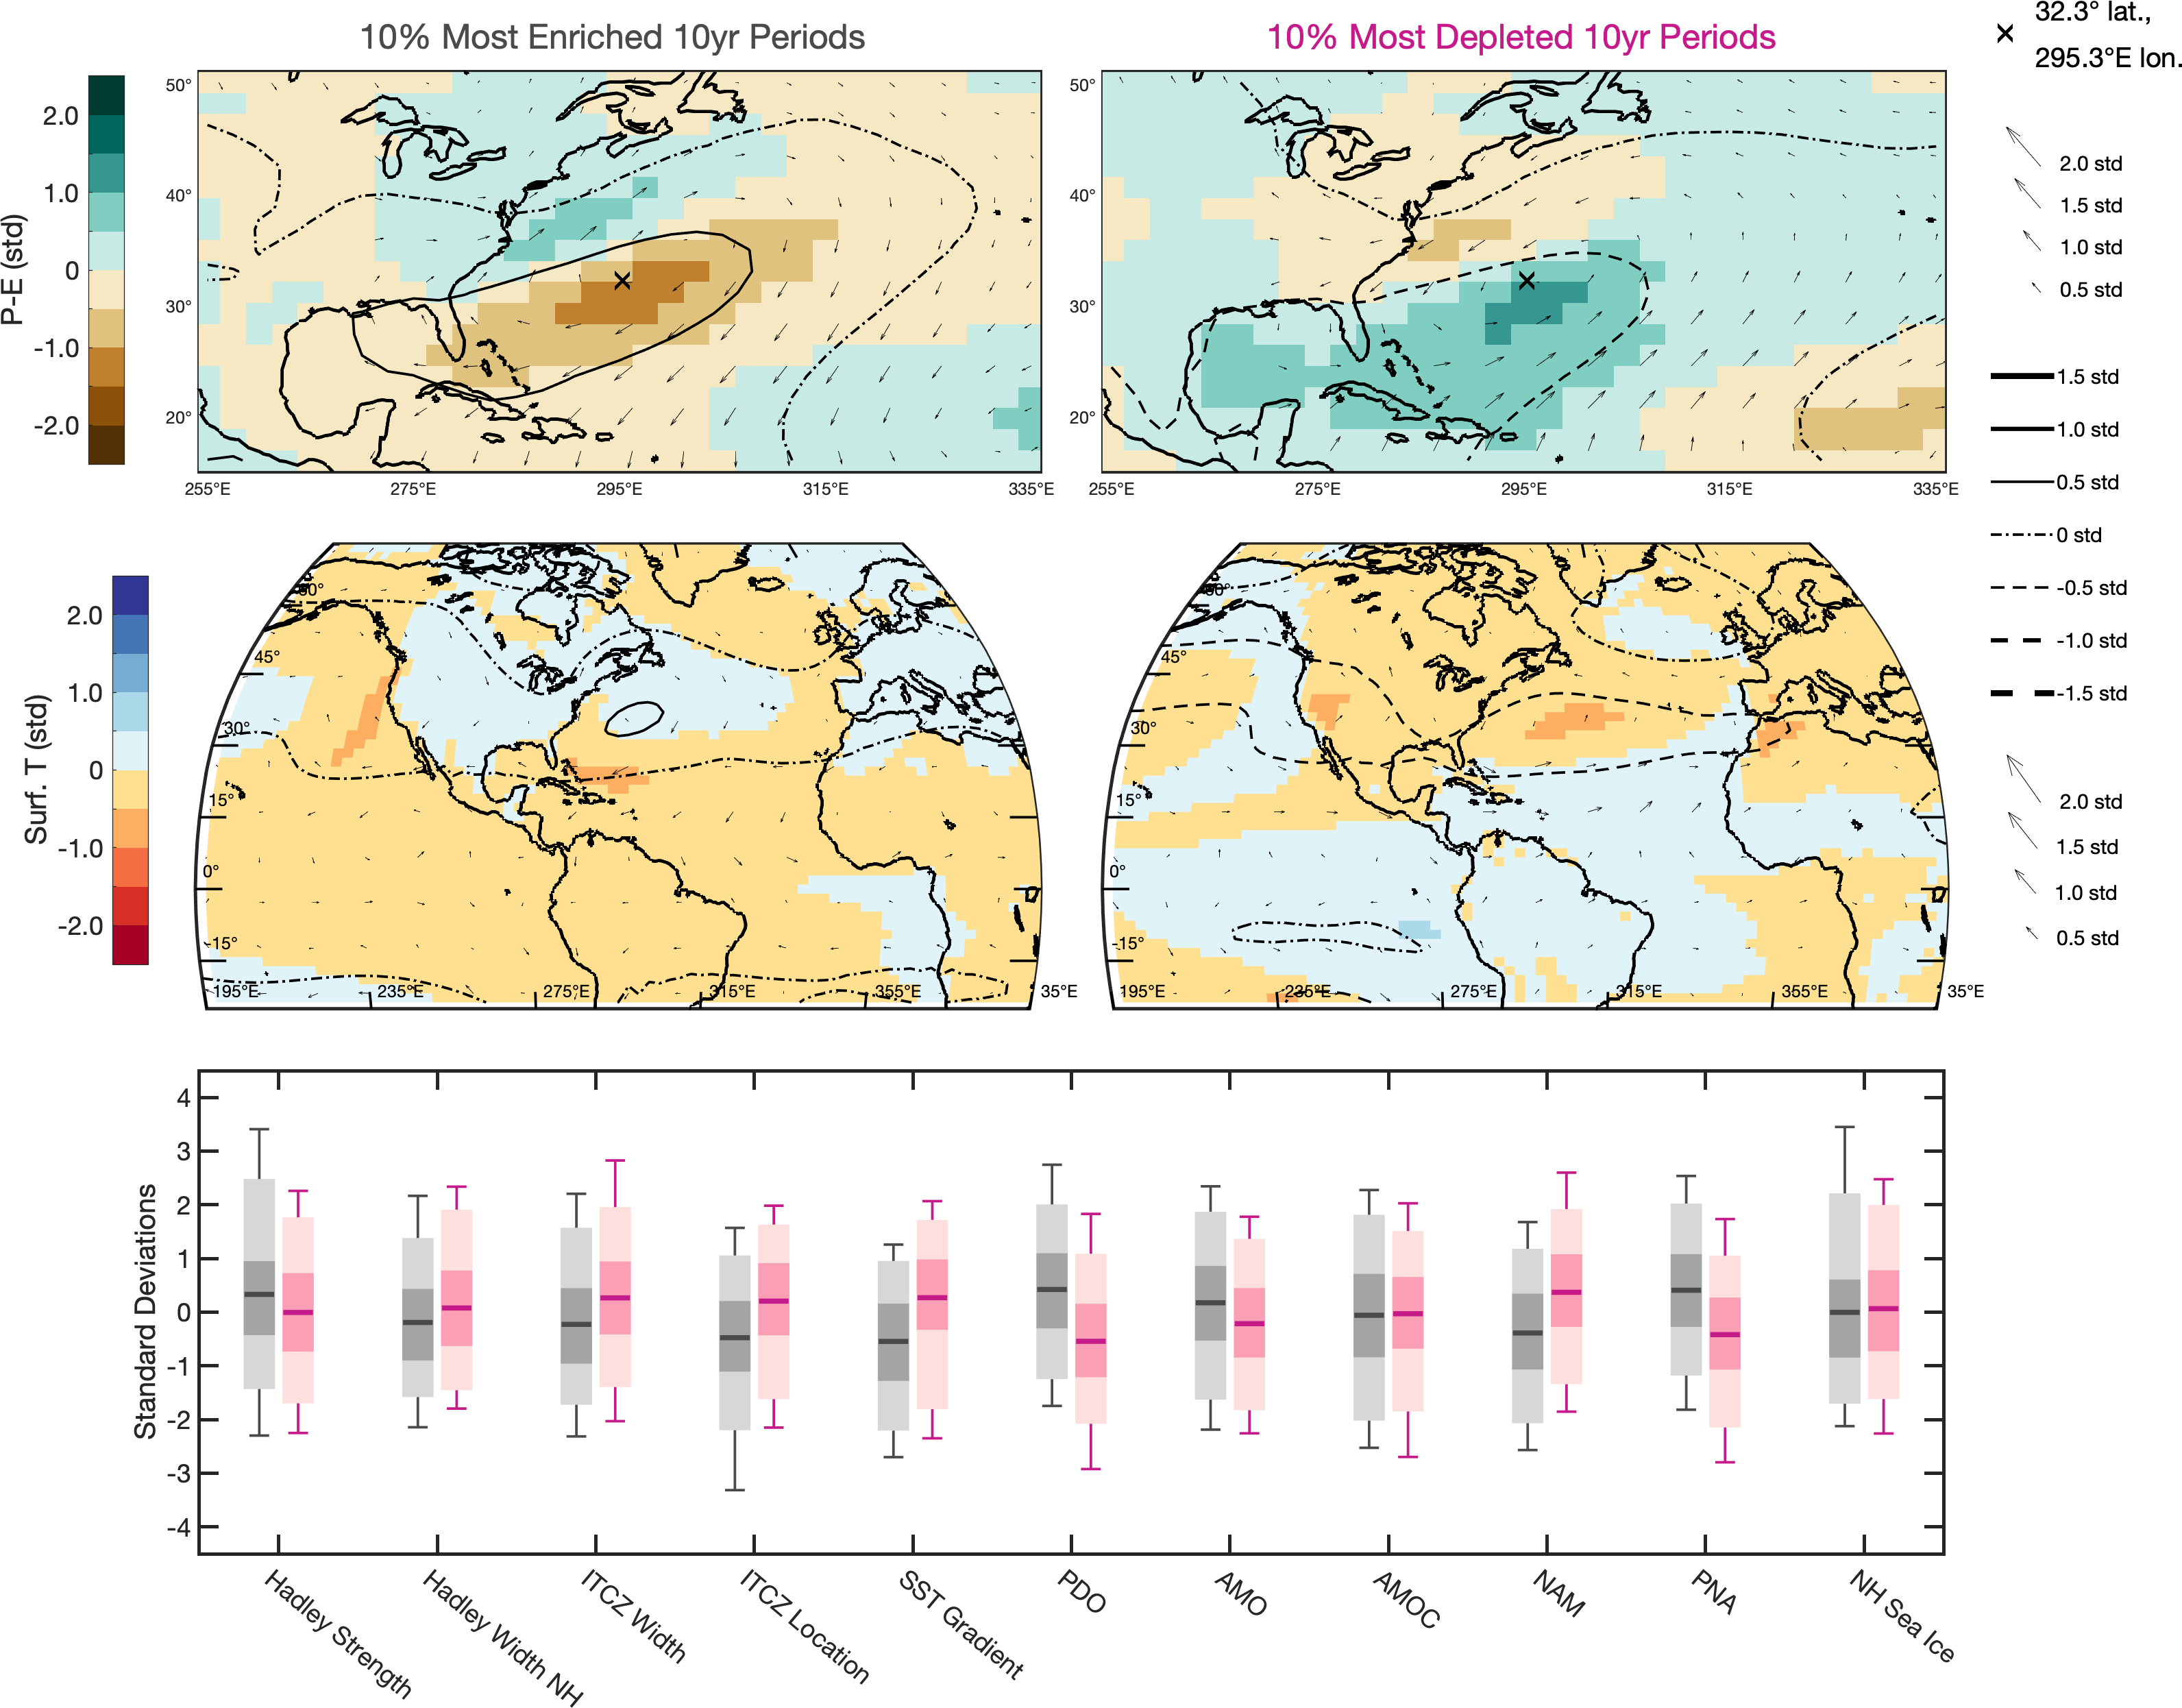 10% Most Enriched 10yr Periods
10% Most Depleted 10yr Periods
32.3° lat.,
295.3°E lon.
P-E (std)
2.0
1.0
0
-1.0
-2.0
50°
40°
30°
20°
255°E 275°E 295°E 315°E 335°E
50°
40°
30°
20°
255°E 275°E 295°E 315°E 335°E
2.0 std
1.5 std
1.0 std
0.5 std
1.5 std
1.0 std
0.5 std
0 std
-0.5 std
-1.0 std
-1.5 std
Surf. T (std)
2.0
1.0
0
-1.0
-2.0
60°
45°
30°
15°
0°
-15°
195°E 235°E 275°E 315°E 355°E 35°E
60°
45°
30°
15°
0°
-15°
195°E 235°E 275°E 315°E 355°E 35°E
2.0 std
1.5 std
1.0 std
0.5 std
Standard Deviations
4
3
2
1
0
-1
-2
-3
-4
Hadley Strength
Hadley Width NH
ITCZ Width
ITCZ Location
SST Gradient
PDO
AMO
AMOC
NAM
PNA
NH Sea Ice